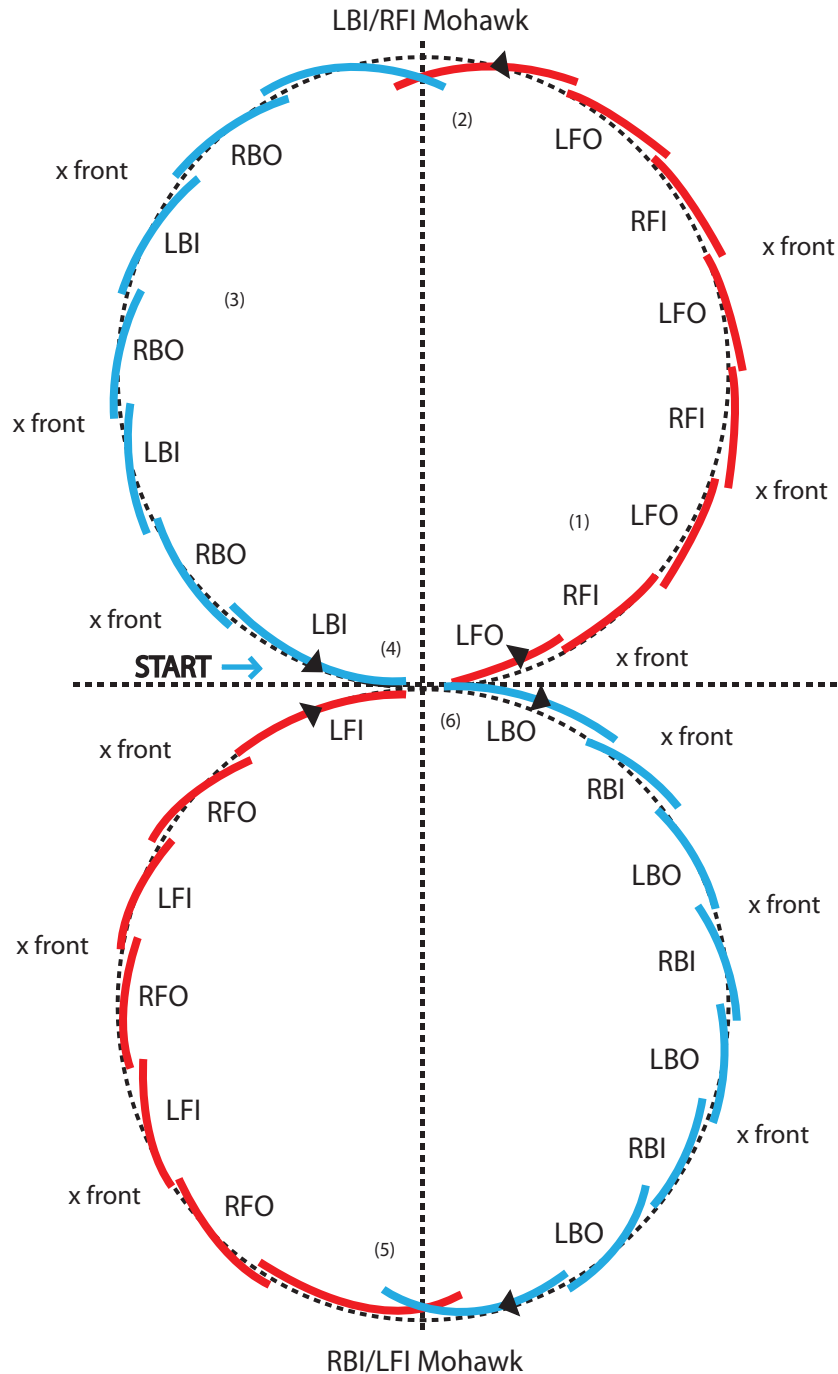 LBI/RFI Mohawk
(2)
LFO
RBO
x front
RFI
LBI
x front
(3)
LFO
RBO
RFI
x front
LBI
x front
LFO
(1)
RBO
RFI
x front
LBI
LFO
(4)
x front
START
(6)
LFI
LBO
x front
x front
RBI
RFO
LBO
LFI
x front
x front
RBI
RFO
LBO
LFI
x front
RBI
x front
RFO
LBO
(5)
RBI/LFI Mohawk